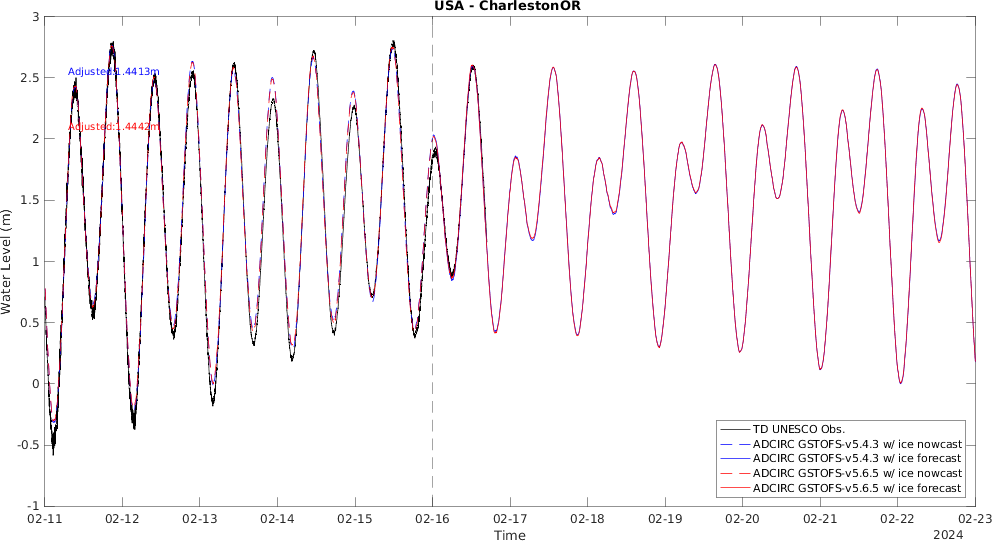 USA - CharlestonOR
3
2.5
2
1.5
1
0.5
0
-0.5
-1
Water Level (m)
Adjusted:1.4413m
Adjusted:1.4442m
TD UNESCO Obs.
ADCIRC GSTOFS-v5.4.3 w/ ice nowcast
ADCIRC GSTOFS-v5.4.3 w/ ice forecast
ADCIRC GSTOFS-v5.6.5 w/ ice nowcast
ADCIRC GSTOFS-v5.6.5 w/ ice forecast
02-11 02-12 02-13 02-14 02-15 02-16 02-17 02-18 02-19 02-20 02-21 02-22 02-23
Time
2024